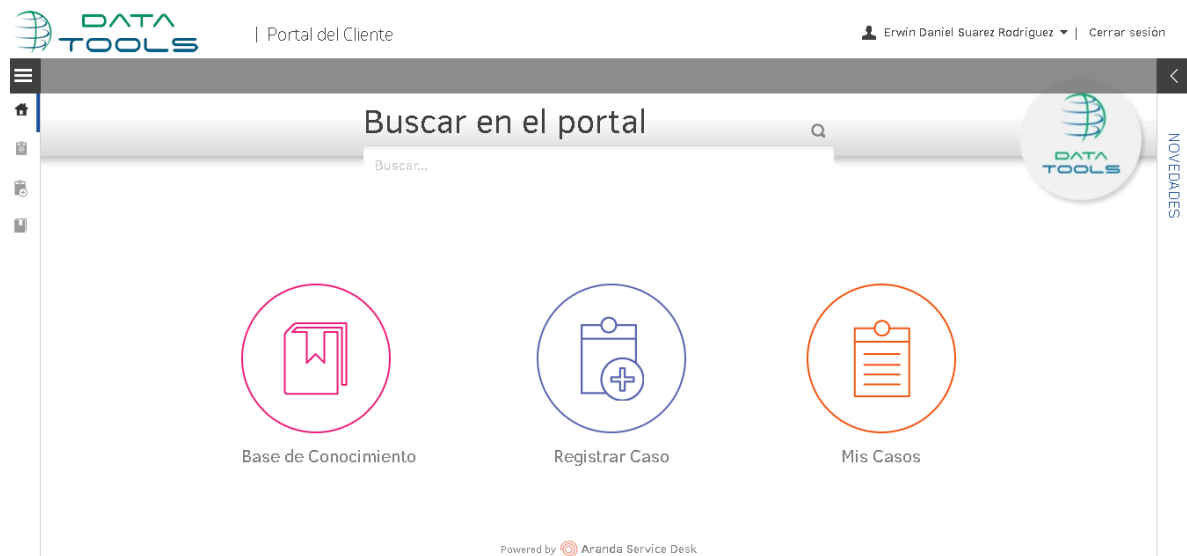 DATA
TOOLS
| Portal del Cliente
Erwin Daniel Suarez Rodriguez | Cerrar sesión
Buscar en el portal
Buscar...
DATA
TOOLS
NOVEDADES
Base de Conocimiento
Registrar Caso
Mis Casos
Powered by Aranda Service Desk